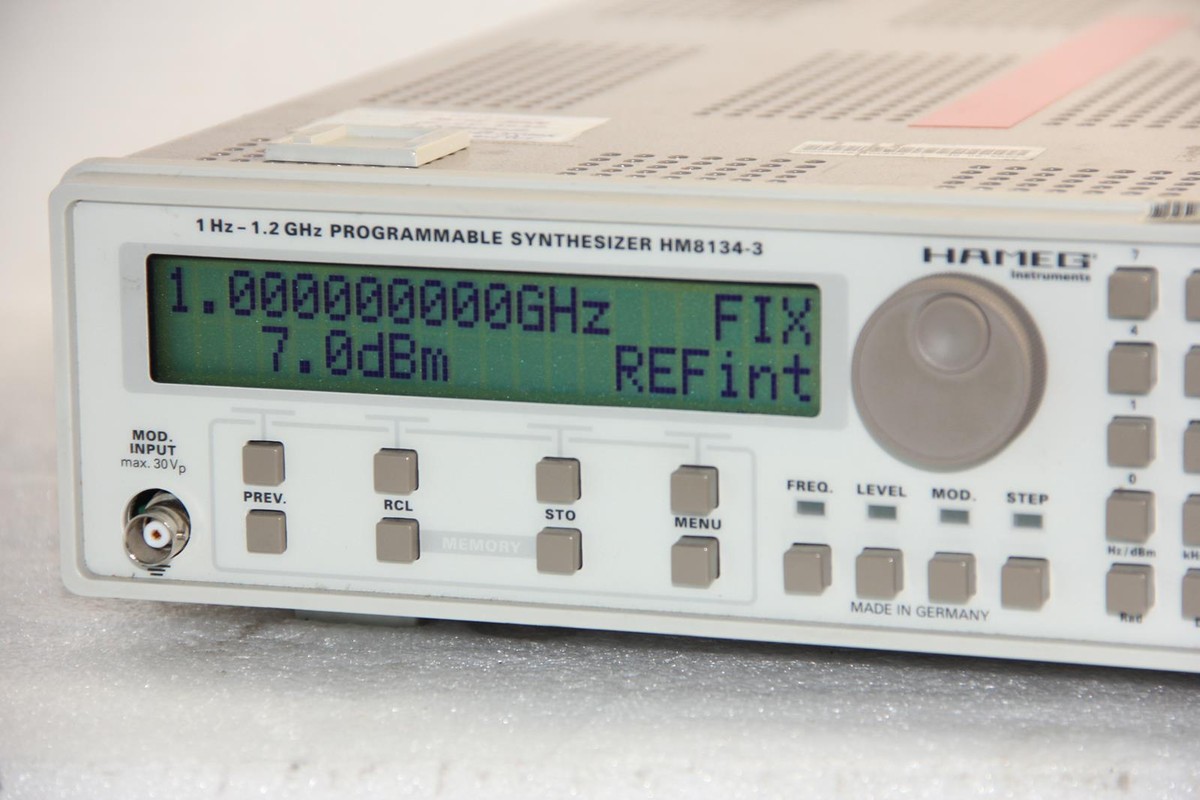 1 Hz - 1.2 GHz PROGRAMMABLE SYNTHESIZER HM8134-3
HAMEG
Instruments
1.000000000GHz FIX
7.0dBm REFint
MOD.
INPUT
max. 30Vp
PREV.
RCL
STO
MENU
MEMORY
FREQ.
LEVEL
MOD.
STEP
MADE IN GERMANY
7
4
1
0
Hz/dBm
Rad